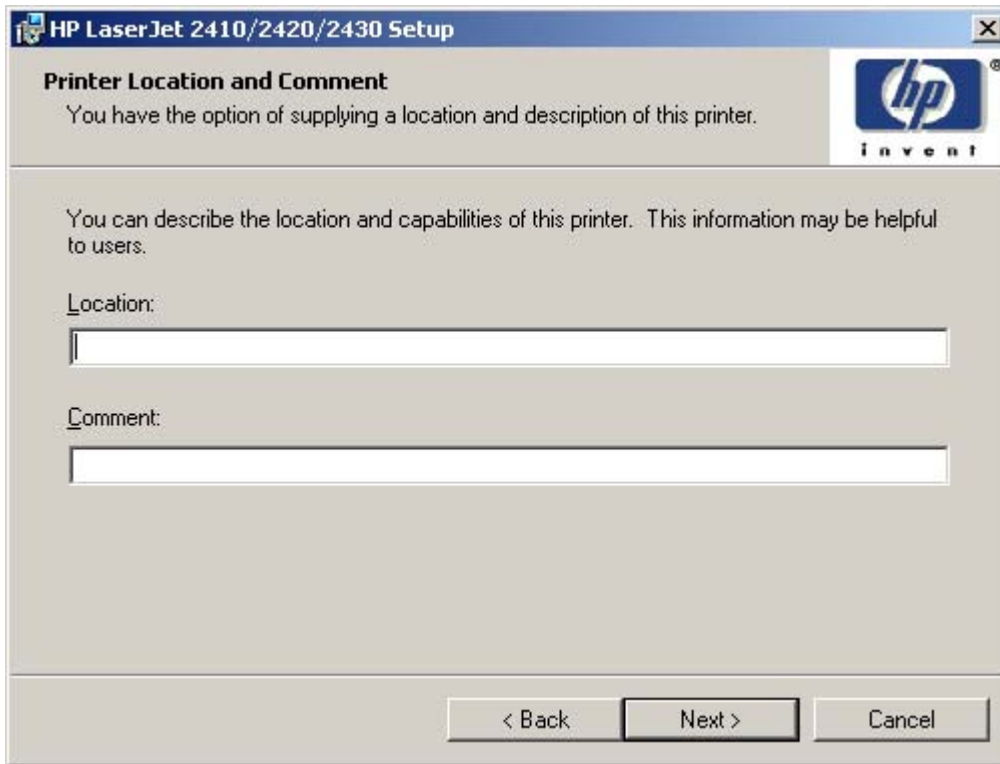 HP LaserJet 2410/2420/2430 Setup
Printer Location and Comment
You have the option of supplying a location and description of this printer.
hp
®
invent
You can describe the location and capabilities of this printer.  This information may be helpful
to users.
Location:
Comment:
< Back
Next >
Cancel